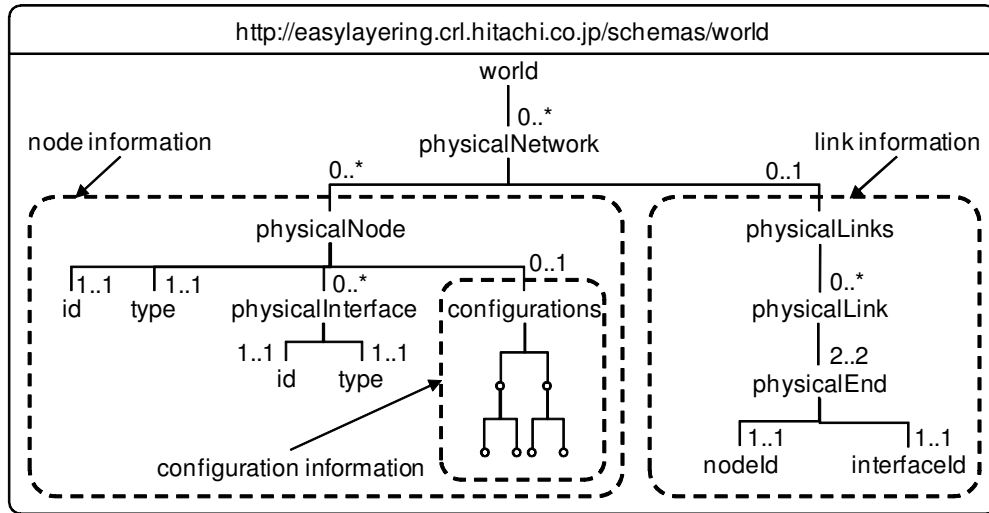 http://easylayering.crl.hitachi.co.jp/schemas/world
world
0..*
node information
physicalNetwork
link information
0..*
0..1
physicalNode
physicalLinks
1..1
1..1
0..*
0..1
0..*
id
type
physicalInterface
configurations
physicalLink
1..1
1..1
2..2
id
type
physicalEnd
1..1
1..1
configuration information
nodeId
interfaceId